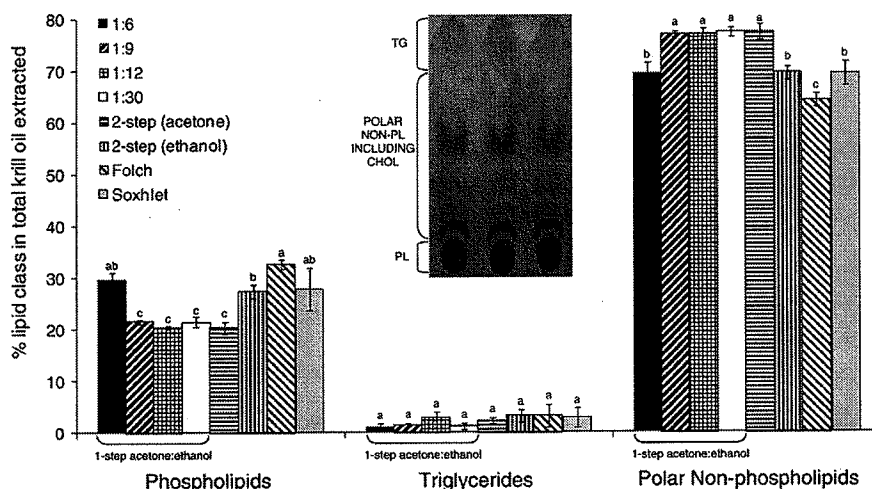 80
70
60
50
40
30
20
10
0
% lipid class in total krill oil extracted
1:6
1:9
1:12
1:30
2-step (acetone)
2-step (ethanol)
Folch
Soxhlet
TG
POLAR
NON-PL
INCLUDING
CHOL
PL
ab c c c c b a ab
a a a a a a a a
b a a a a b c b
1-step acetone:ethanol
1-step acetone:ethanol
1-step acetone:ethanol
Phospholipids
Triglycerides
Polar Non-phospholipids